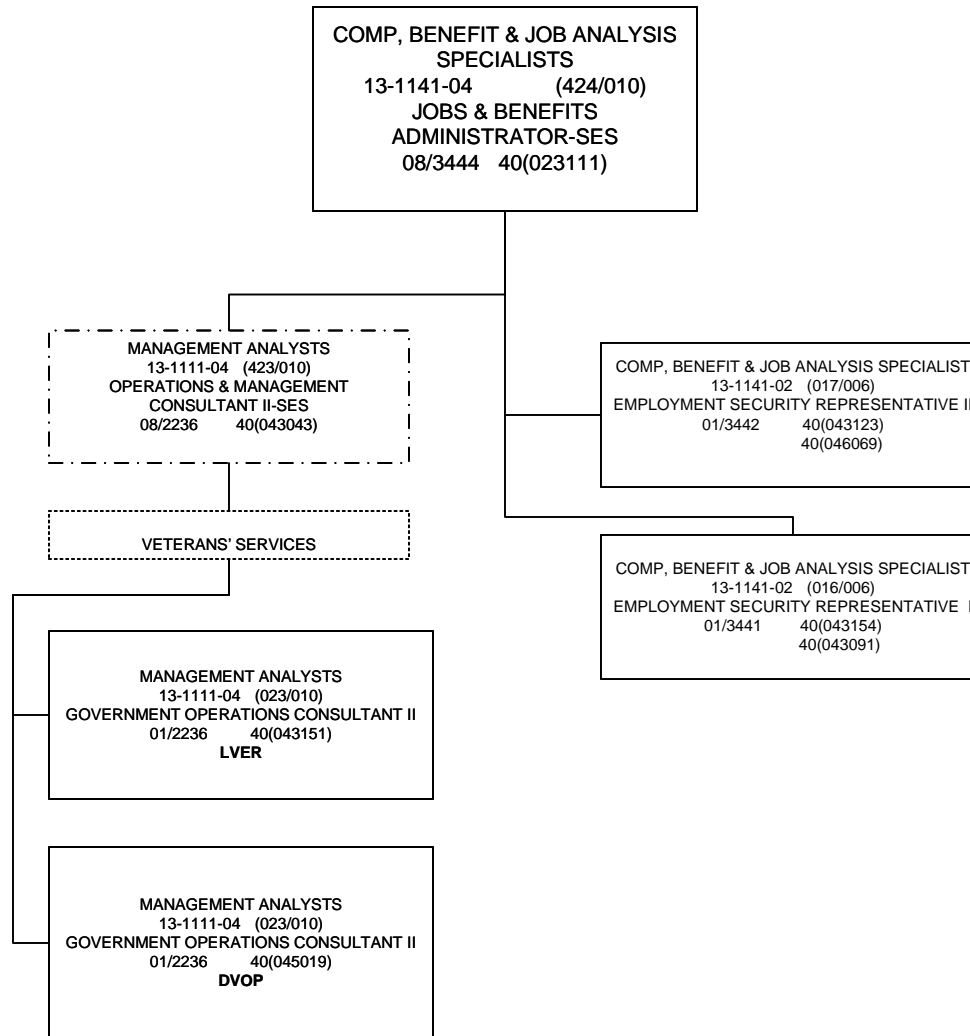 COMP, BENEFIT & JOB ANALYSIS
SPECIALISTS
13-1141-04 (424/010)
JOBS & BENEFITS
ADMINISTRATOR-SES
08/3444 40(023111)
MANAGEMENT ANALYSTS
13-1111-04 (423/010)
OPERATIONS & MANAGEMENT
CONSULTANT II-SES
08/2236 40(043043)
VETERANS' SERVICES
MANAGEMENT ANALYSTS
13-1111-04 (023/010)
GOVERNMENT OPERATIONS CONSULTANT II
01/2236 40(043151)
LVER
MANAGEMENT ANALYSTS
13-1111-04 (023/010)
GOVERNMENT OPERATIONS CONSULTANT II
01/2236 40(045019)
DVOP
COMP, BENEFIT & JOB ANALYSIS
13-1141-02 (017/006)
EMPLOYMENT SECURITY REPRESENTATIVE
01/3442 40(043123)
40(046069)
COMP, BENEFIT & JOB ANALYSIS
13-1141-02 (016/006)
EMPLOYMENT SECURITY REPRESENTATIVE
01/3441 40(043154)
40(043091)